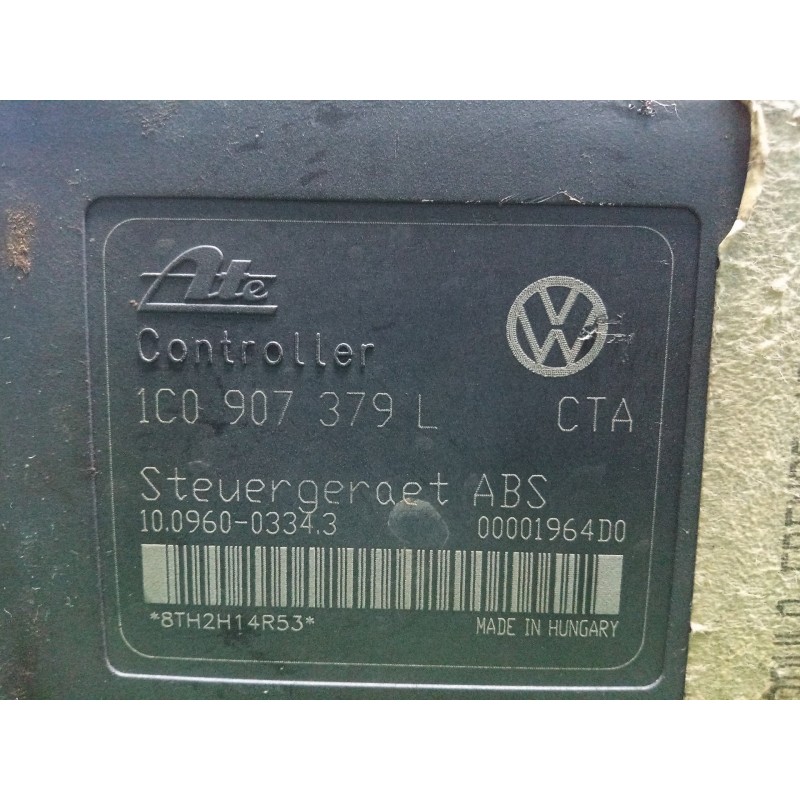 Ate
Controller
1C0 907 379 L CTA
Steuergeraet ABS
10.0960-0334.3 00001964D0
*8TH2H14R53* MADE IN HUNGARY